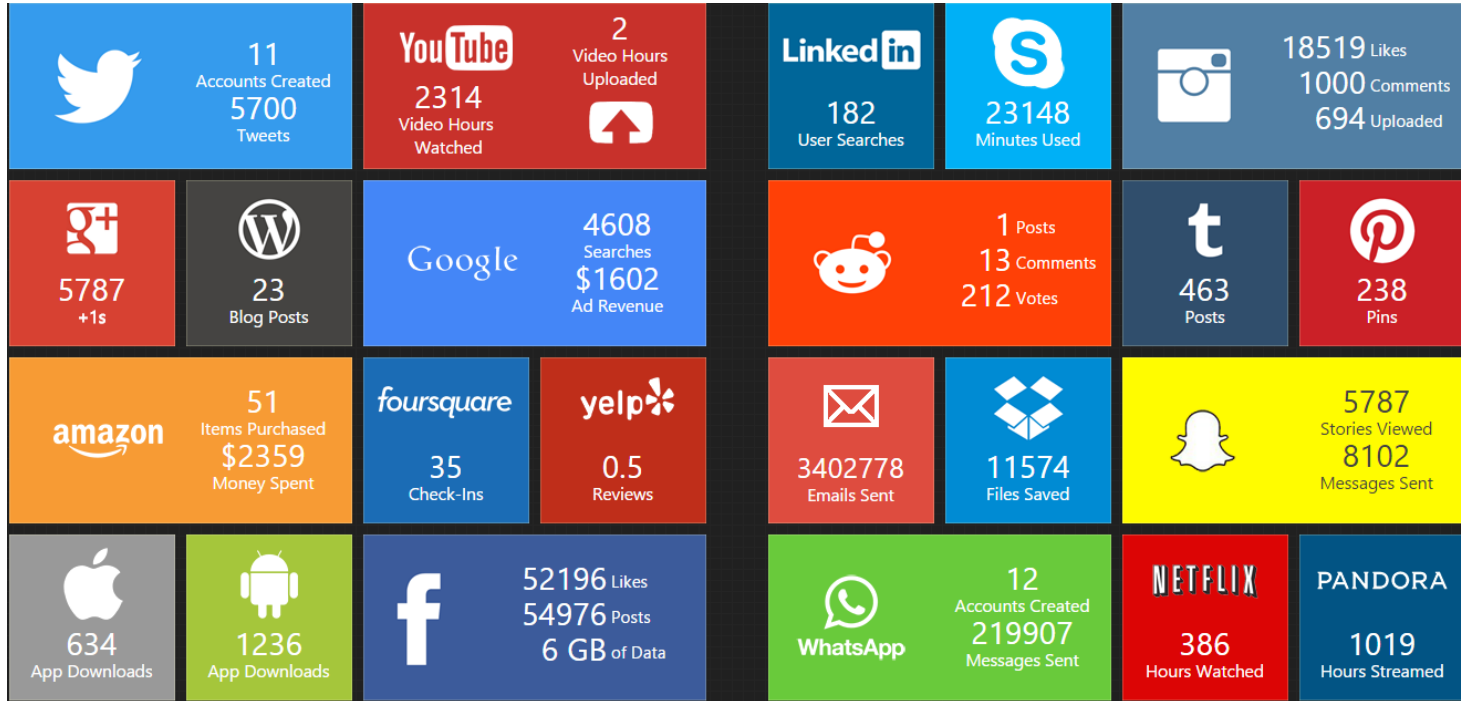 11
Accounts Created
5700
Tweets
YouTube
2314
Video Hours
Watched
2
Video Hours
Uploaded
Linked in
182
User Searches
S
23148
Minutes Used
18519 Likes
1000 Comments
694 Uploaded
g+
5787
+1s
W
23
Blog Posts
Google
4608
Searches
$1602
Ad Revenue
1 Posts
13 Comments
212 Votes
t
463
Posts
P
238
Pins
amazon
51
Items Purchased
$2359
Money Spent
foursquare
35
Check-Ins
yelp
0.5
Reviews
3402778
Emails Sent
11574
Files Saved
5787
Stories Viewed
8102
Messages Sent
634
App Downloads
1236
App Downloads
f
52196 Likes
54976 Posts
6 GB of Data
WhatsApp
12
Accounts Created
219907
Messages Sent
NETFLIX
386
Hours Watched
PANDORA
1019
Hours Streamed